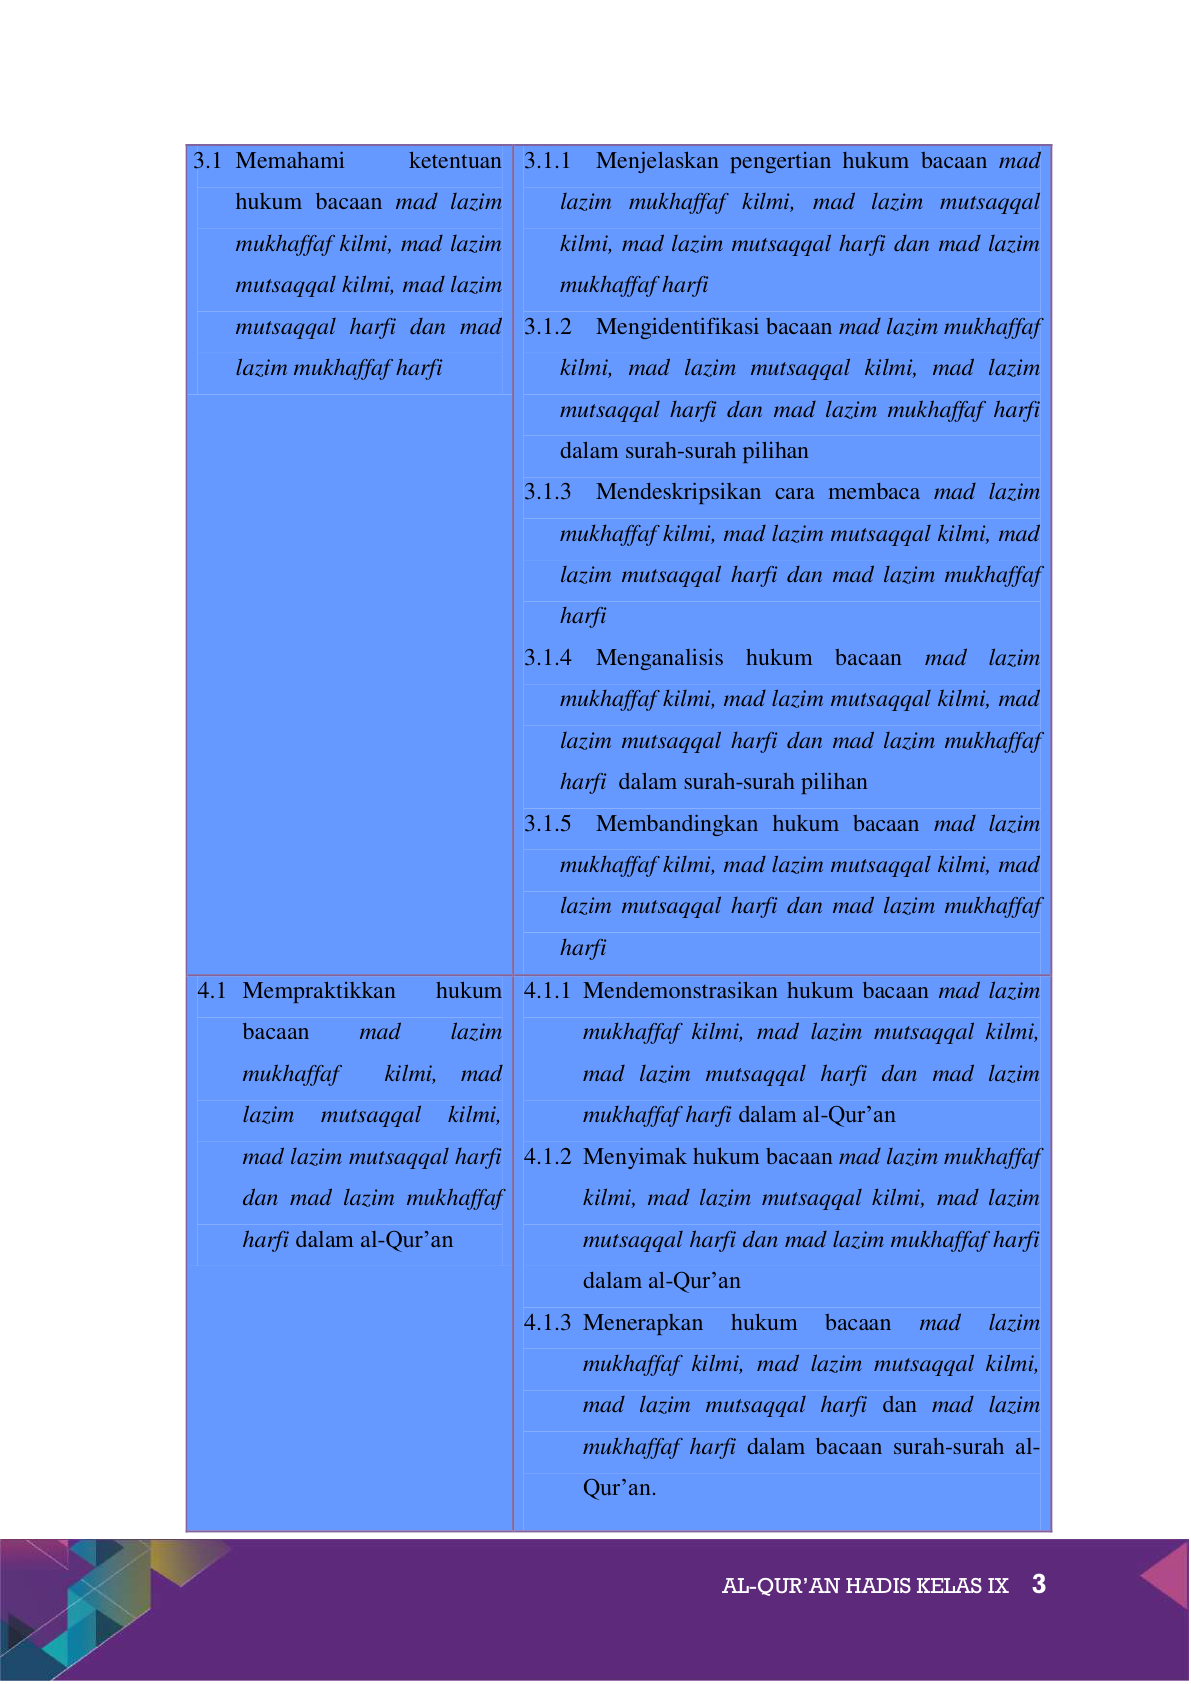 3.1 Memahami ketentuan
hukum bacaan mad lazim
mukhaffaf kilmi, mad lazim
mutsaqqal kilmi, mad lazim
mutsaqqal harfi dan mad
lazim mukhaffaf harfi
3.1.1 Menjelaskan pengertian hukum bacaan mad
lazim mukhaffaf kilmi, mad lazim mutsaqqal
kilmi, mad lazim mutsaqqal harfi dan mad lazim
mukhaffaf harfi
3.1.2 Mengidentifikasi bacaan mad lazim mukhaffaf
kilmi, mad lazim mutsaqqal kilmi, mad lazim
mutsaqqal harfi dan mad lazim mukhaffaf harfi
dalam surah-surah pilihan
3.1.3 Mendeskripsikan cara membaca mad lazim
mukhaffaf kilmi, mad lazim mutsaqqal kilmi, mad
lazim mutsaqqal harfi dan mad lazim mukhaffaf
harfi
3.1.4 Menganalisis hukum bacaan mad lazim
mukhaffaf kilmi, mad lazim mutsaqqal kilmi, mad
lazim mutsaqqal harfi dan mad lazim mukhaffaf
harfi dalam surah-surah pilihan
3.1.5 Membandingkan hukum bacaan mad lazim
mukhaffaf kilmi, mad lazim mutsaqqal kilmi, mad
lazim mutsaqqal harfi dan mad lazim mukhaffaf
harfi
4.1 Mempraktikkan hukum
bacaan mad lazim
mukhaffaf kilmi, mad
lazim mutsaqqal kilmi,
mad lazim mutsaqqal harfi
dan mad lazim mukhaffaf
harfi dalam al-Qur’an
4.1.1 Mendemonstrasikan hukum bacaan mad lazim
mukhaffaf kilmi, mad lazim mutsaqqal kilmi,
mad lazim mutsaqqal harfi dan mad lazim
mukhaffaf harfi dalam al-Qur’an
4.1.2 Menyimak hukum bacaan mad lazim mukhaffaf
kilmi, mad lazim mutsaqqal kilmi, mad lazim
mutsaqqal harfi dan mad lazim mukhaffaf harfi
dalam al-Qur’an
4.1.3 Menerapkan hukum bacaan mad lazim
mukhaffaf kilmi, mad lazim mutsaqqal kilmi,
mad lazim mutsaqqal harfi dan mad lazim
mukhaffaf harfi dalam bacaan surah-surah al-
Qur’an.
AL-QUR’AN HADIS KELAS IX 3